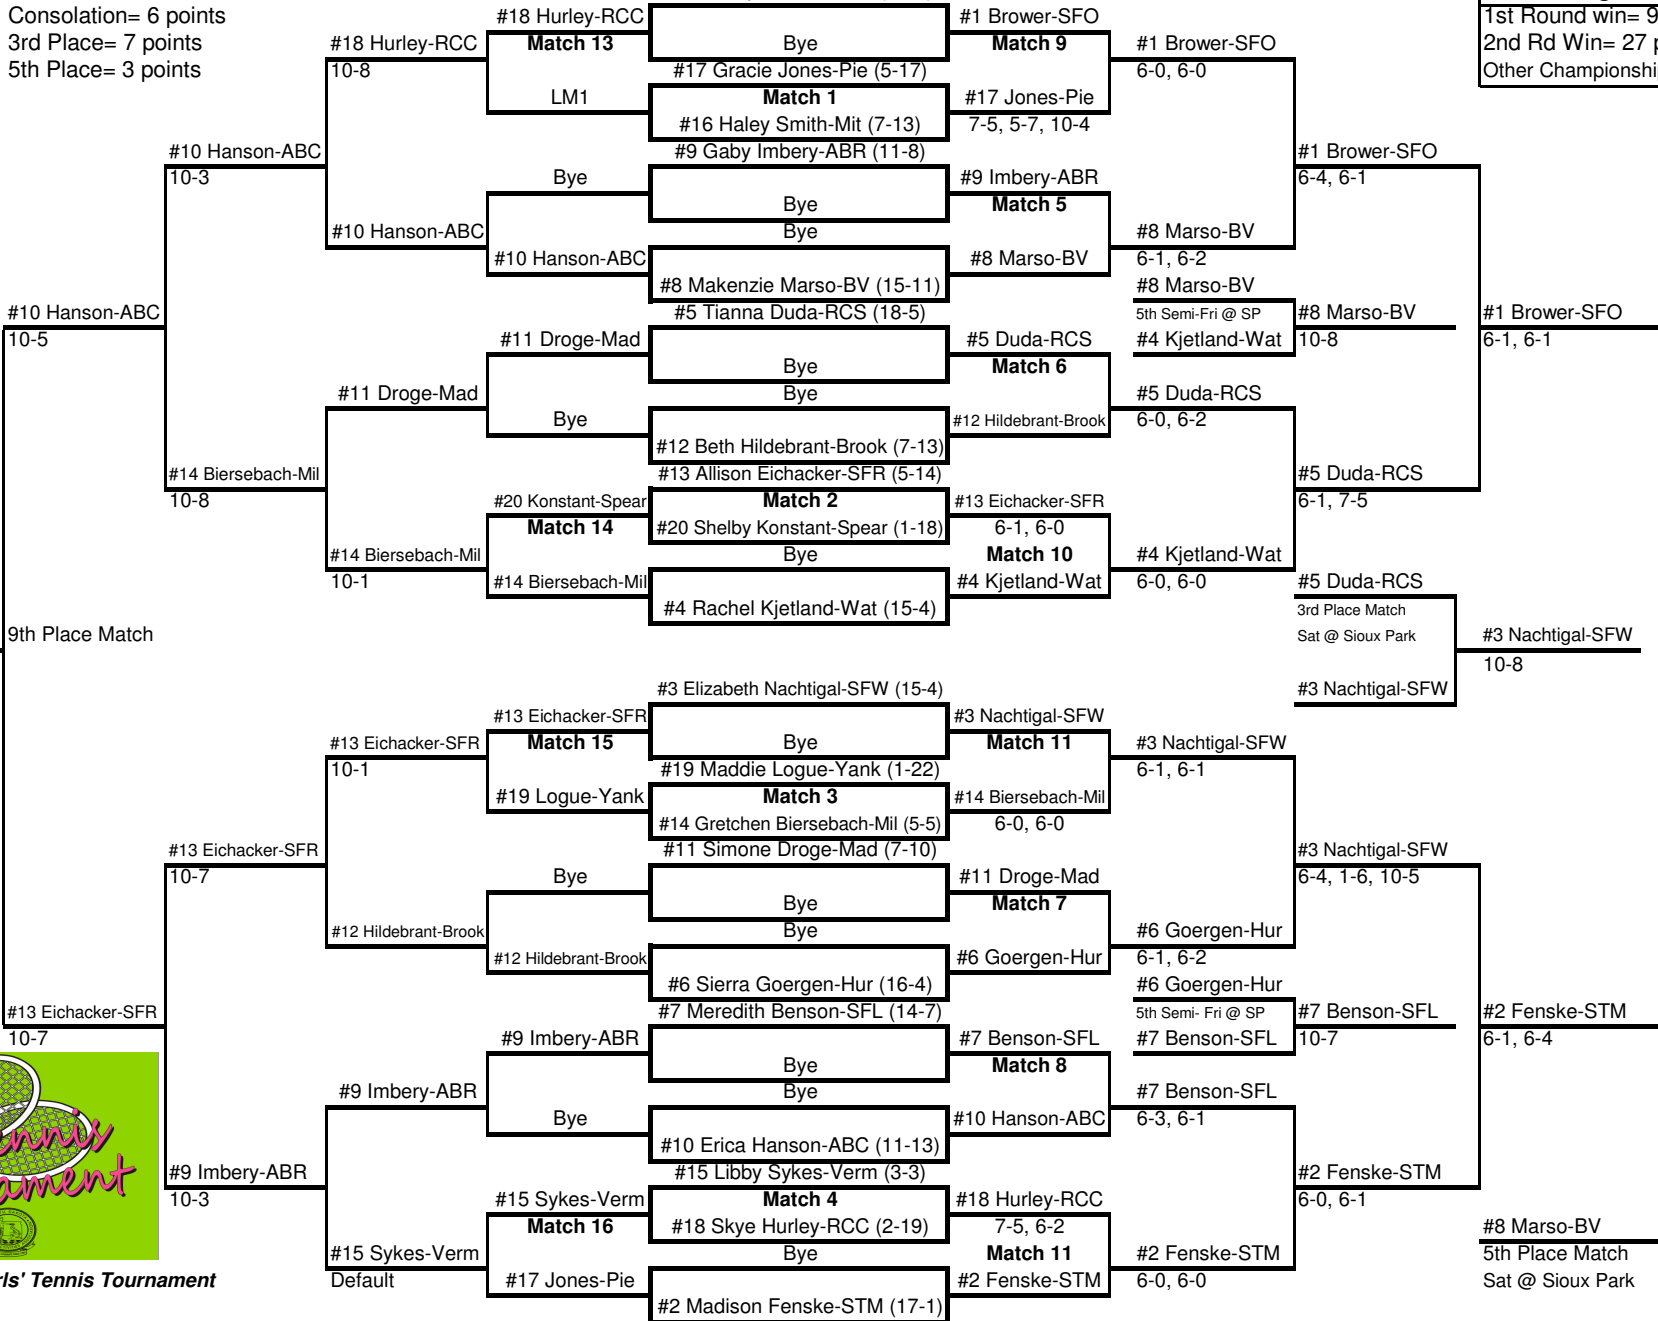 Consolation= 6 points
3rd Place= 7 points
5th Place= 3 points
#10 Hanson-ABC
10-5
9th Place Match
#13 Eichacker-SFR
10-7
rls' Tennis Tournament
#10 Hanson-ABC
10-3
#14 Biersebach-Mil
10-8
#13 Eichacker-SFR
10-7
#9 Imbery-ABR
10-3
#18 Hurley-RCC
10-8
#10 Hanson-ABC
#11 Droge-Mad
#14 Biersebach-Mil
10-1
#13 Eichacker-SFR
10-1
#12 Hildebrant-Brook
#9 Imbery-ABR
#15 Sykes-Verm
Default
#18 Hurley-RCC
Match 13
LM1
Bye
#10 Hanson-ABC
#11 Droge-Mad
Bye
#20 Konstant-Spear
Match 14
#14 Biersebach-Mil
#13 Eichacker-SFR
Match 15
#19 Logue-Yank
Bye
#12 Hildebrant-Brook
#9 Imbery-ABR
Bye
#15 Sykes-Verm
Match 16
#17 Jones-Pie
Bye
#17 Gracie Jones-Pie (5-17)
Match 1
#16 Haley Smith-Mit (7-13)
#9 Gaby Imbery-ABR (11-8)
Bye
Bye
#8 Makenzie Marso-BV (15-11)
#5 Tianna Duda-RCS (18-5)
Bye
Bye
#12 Beth Hildebrant-Brook (7-13)
#13 Allison Eichacker-SFR (5-14)
Match 2
#20 Shelby Konstant-Spear (1-18)
Bye
#4 Rachel Kjetland-Wat (15-4)
#3 Elizabeth Nachtigal-SFW (15-4)
Bye
#19 Maddie Logue-Yank (1-22)
Match 3
#14 Gretchen Biersebach-Mil (5-5)
#11 Simone Droge-Mad (7-10)
Bye
Bye
#6 Sierra Goergen-Hur (16-4)
#7 Meredith Benson-SFL (14-7)
Bye
Bye
#10 Erica Hanson-ABC (11-13)
#15 Libby Sykes-Verm (3-3)
Match 4
#18 Skye Hurley-RCC (2-19)
Bye
#2 Madison Fenske-STM (17-1)
#1 Brower-SFO
Match 9
#17 Jones-Pie
7-5, 5-7, 10-4
#9 Imbery-ABR
Match 5
#8 Marso-BV
#5 Duda-RCS
Match 6
#12 Hildebrant-Brook
#13 Eichacker-SFR
6-1, 6-0
Match 10
#4 Kjetland-Wat
#3 Nachtigal-SFW
Match 11
#14 Biersebach-Mil
6-0, 6-0
#11 Droge-Mad
Match 7
#6 Goergen-Hur
#7 Benson-SFL
Match 8
#10 Hanson-ABC
#18 Hurley-RCC
7-5, 6-2
Match 11
#2 Fenske-STM
#1 Brower-SFO
6-0, 6-0
#8 Marso-BV
6-1, 6-2
#8 Marso-BV
5th Semi-Fri @ SP
#4 Kjetland-Wat
#5 Duda-RCS
6-0, 6-2
#4 Kjetland-Wat
6-0, 6-0
#3 Nachtigal-SFW
6-1, 6-1
#6 Goergen-Hur
6-1, 6-2
#6 Goergen-Hur
5th Semi- Fri @ SP
#7 Benson-SFL
#7 Benson-SFL
6-3, 6-1
#2 Fenske-STM
6-0, 6-0
#1 Brower-SFO
6-4, 6-1
#8 Marso-BV
10-8
#5 Duda-RCS
6-1, 7-5
#5 Duda-RCS
3rd Place Match
Sat @ Sioux Park
#3 Nachtigal-SFW
#3 Nachtigal-SFW
6-4, 1-6, 10-5
#7 Benson-SFL
10-7
#2 Fenske-STM
6-0, 6-1
1st Round win= 9
2nd Rd Win= 27 p
Other Championshi
#1 Brower-SFO
6-1, 6-1
#3 Nachtigal-SFW
10-8
#2 Fenske-STM
6-1, 6-4
#8 Marso-BV
5th Place Match
Sat @ Sioux Park